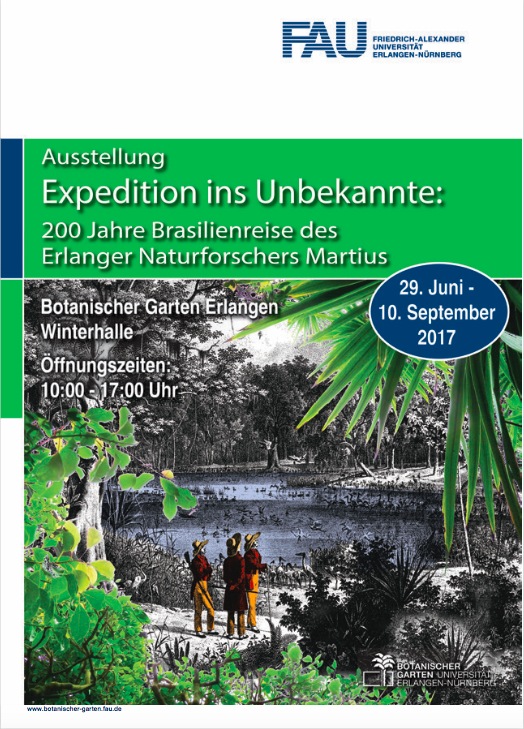 FAU
FRIEDRICH-ALEXANDER
UNIVERSITÄT
ERLANGEN-NÜRNBERG
Ausstellung
Expedition ins Unbekannte:
200 Jahre Brasilienreise des
Erlanger Naturforschers Martius
29. Juni -
10. September
2017
Botanischer Garten Erlangen
Winterhalle
Öffnungszeiten:
10:00 - 17:00 Uhr
BOTANISCHER
GARTEN UNIVERSITÄT
ERLANGEN-NÜRNBERG
www.botanischer-garten.fau.de